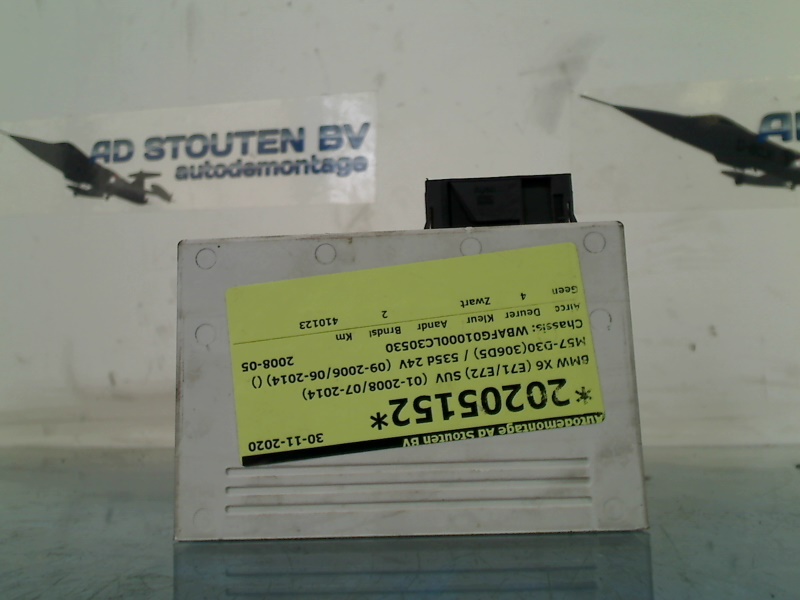 AD STOUTEN BV
autodemontage
AD
Autodemontage Ad Stouten BV
*20205152*
30-11-2020
BMW X6 (E71/E72) SUV (01-2008/07-2014)
M57-D30(306D5) / 535d 24V (09-2006/06-2014) ()
Chassis: WBAFG01000LC30530
2008-05
Airco Deuren Kleur Aandr Brndst Km
Geen 4 Zwart 2 410123